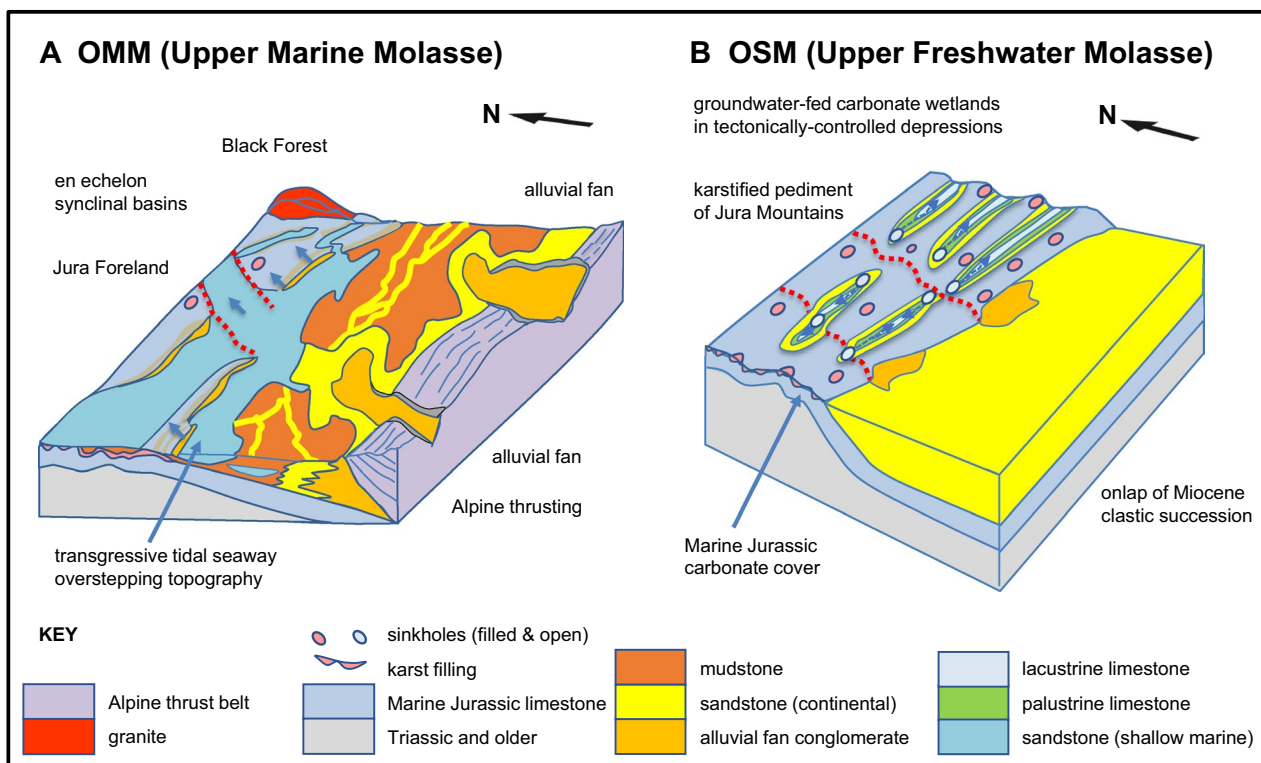 A OMM (Upper Marine Molasse)
N
Black Forest
en echelon
synclinal basins
alluvial fan
Jura Foreland
alluvial fan
Alpine thrusting
transgressive tidal seaway
overstepping topography
B OSM (Upper Freshwater Molasse)
groundwater-fed carbonate wetlands
in tectonically-controlled depressions
N
karstified pediment
of Jura Mountains
onlap of Miocene
clastic succession
Marine Jurassic
carbonate cover
KEY
Alpine thrust belt
granite
sinkholes (filled & open)
karst filling
Marine Jurassic limestone
Triassic and older
mudstone
sandstone (continental)
alluvial fan conglomerate
lacustrine limestone
palustrine limestone
sandstone (shallow marine)